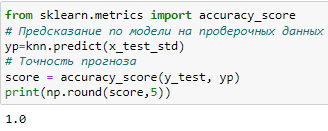 from sklearn.metrics import accuracy_score
# Предсказание по модели на проверочных данных
yp=knn.predict(x_test_std)
# Точность прогноза
score = accuracy_score(y_test, yp)
print(np.round(score,5))
1.0